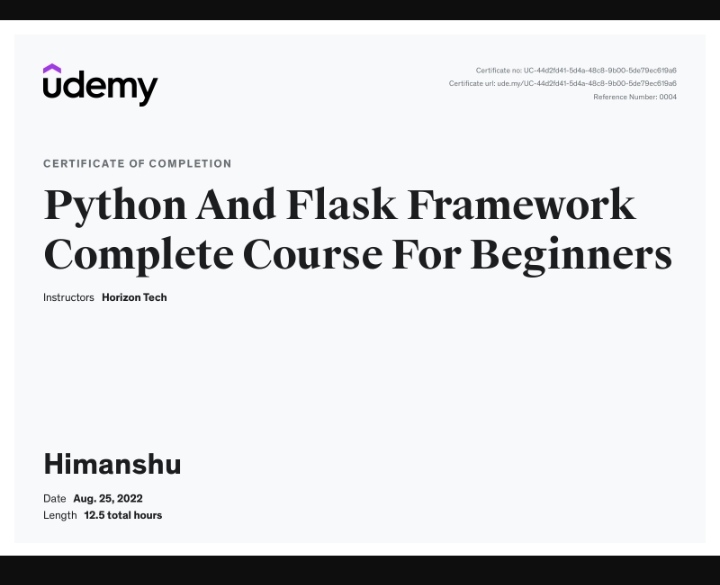 udemy
Certificate no: UC-44d2fd41-5d4a-48c8-9b00-5de79ec619a6
Certificate url: ude.my/UC-44d2fd41-5d4a-48c8-9b00-5de79ec619a6
Reference Number: 0004
CERTIFICATE OF COMPLETION
Python And Flask Framework
Complete Course For Beginners
Instructors Horizon Tech
Himanshu
Date Aug. 25, 2022
Length 12.5 total hours